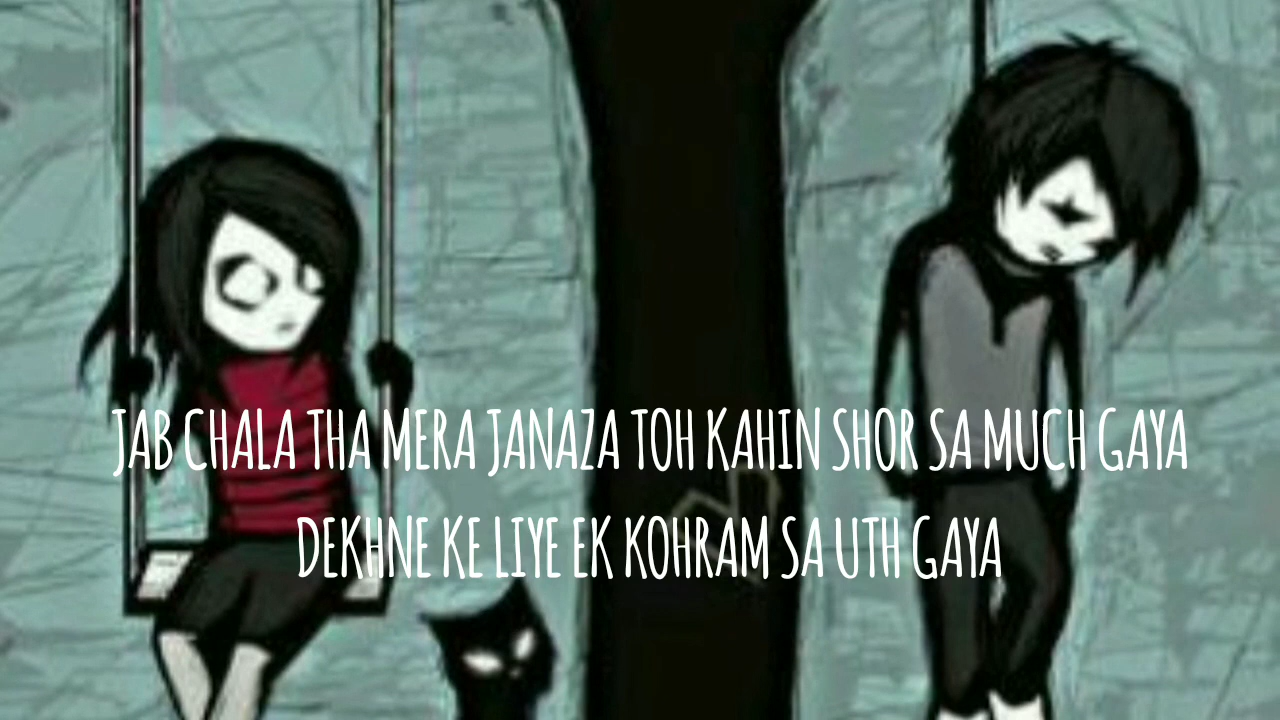 JAB CHALA THA MERA JANAZA TOH KAHIN SHOR SA MUCH GAYA
DEKHNE KE LIYE EK KOHRAM SA UTH GAYA